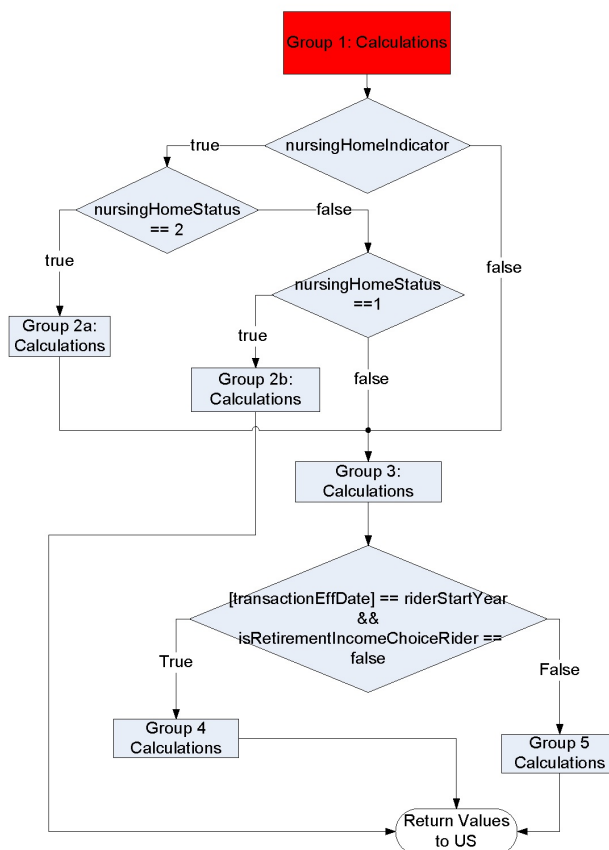 Group 1: Calculations
nursingHomeIndicator
true
nursingHomeStatus
== 2
false
true
false
nursingHomeStatus
==1
Group 2a:
Calculations
true
Group 2b:
Calculations
false
Group 3:
Calculations
[transactionEffDate] == riderStartYear
&&
isRetirementIncomeChoiceRider ==
false
True
False
Group 4
Calculations
Group 5
Calculations
Return Values
to US